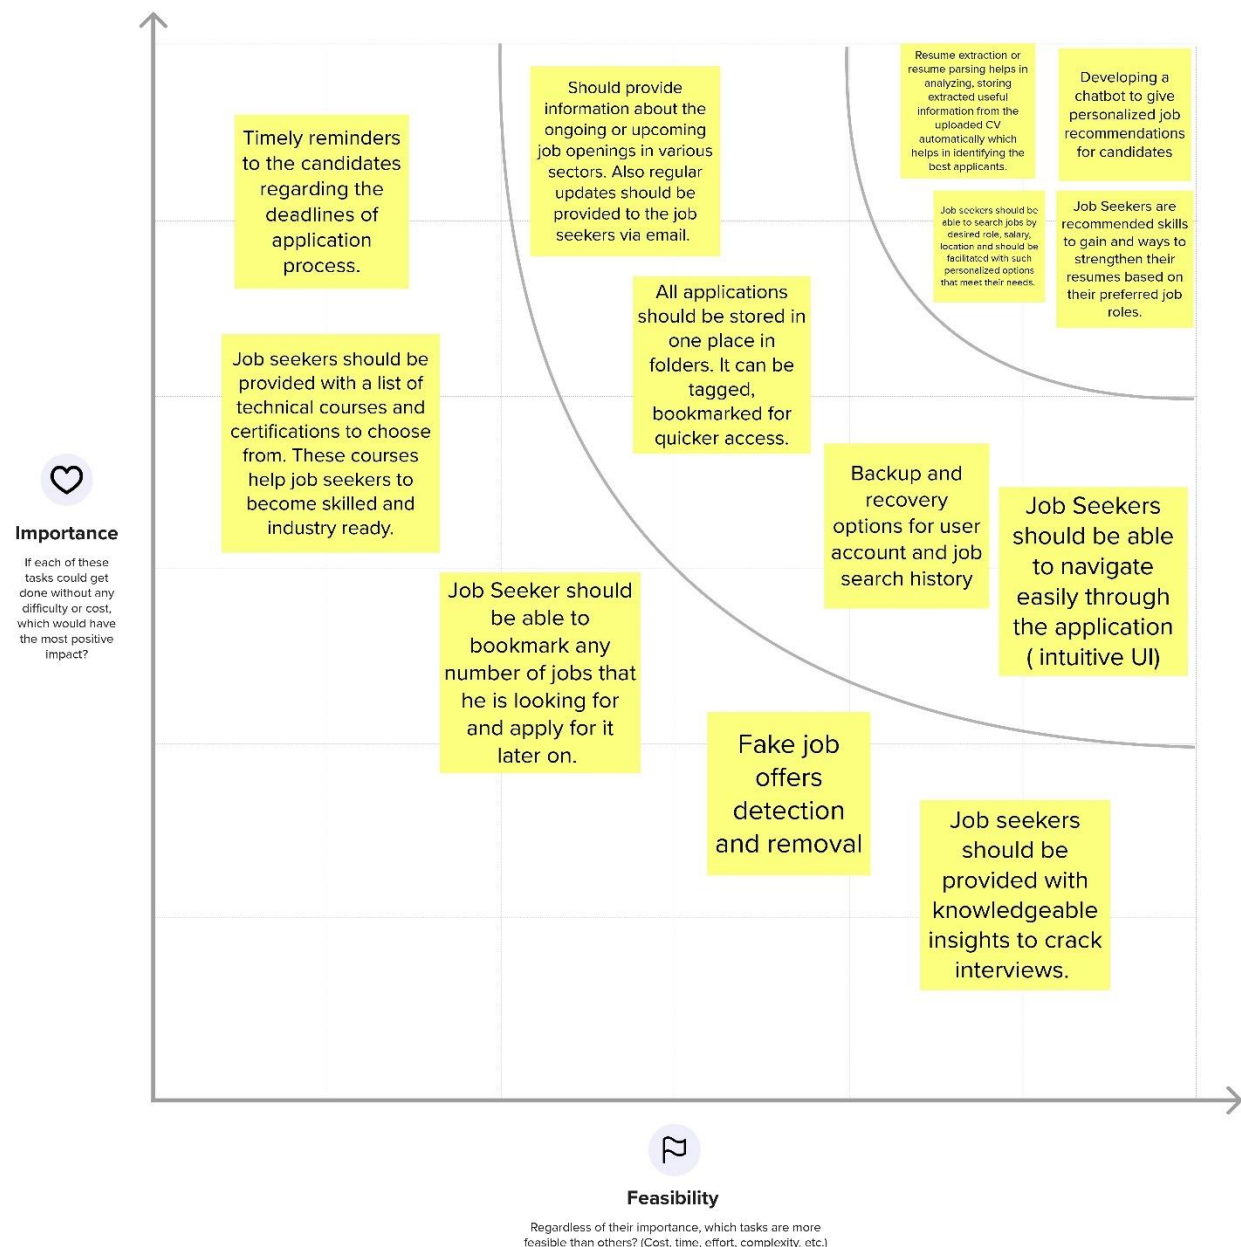 Timely reminders
to the candidates
regarding the
deadlines of
application
process.
Should provide
information about the
ongoing or upcoming
job openings in various
sectors. Also regular
updates should be
provided to the job
seekers via email.
Resume extraction or
resume parsing helps in
analyzing, storing
extracted useful
information from the
uploaded CV
automatically which
helps in identifying the
best applicants.
Developing a
chatbot to give
personalized job
recommendations
for candidates
Job seekers should be
able to search jobs by
desired role, salary,
location and should be
facilitated with such
personalized options
that meet their needs.
Job Seekers are
recommended skills
to gain and ways to
strengthen their
resumes based on
their preferred job
roles.
All applications
should be stored in
one place in
folders. It can be
tagged,
bookmarked for
quicker access.
Job seekers should be
provided with a list of
technical courses and
certifications to choose
from. These courses
help job seekers to
become skilled and
industry ready.
Backup and
recovery
options for user
account and job
search history
Job Seekers
should be able
to navigate
easily through
the application
( intuitive UI)
Job Seeker should
be able to
bookmark any
number of jobs that
he is looking for
and apply for it
later on.
Fake job
offers
detection
and removal
Job seekers
should be
provided with
knowledgeable
insights to crack
interviews.
Importance
If each of these
tasks could get
done without any
difficulty or cost,
which would have
the most positive
impact?
Feasibility
Regardless of their importance, which tasks are more
feasible than others? (Cost, time, effort, complexity, etc.)